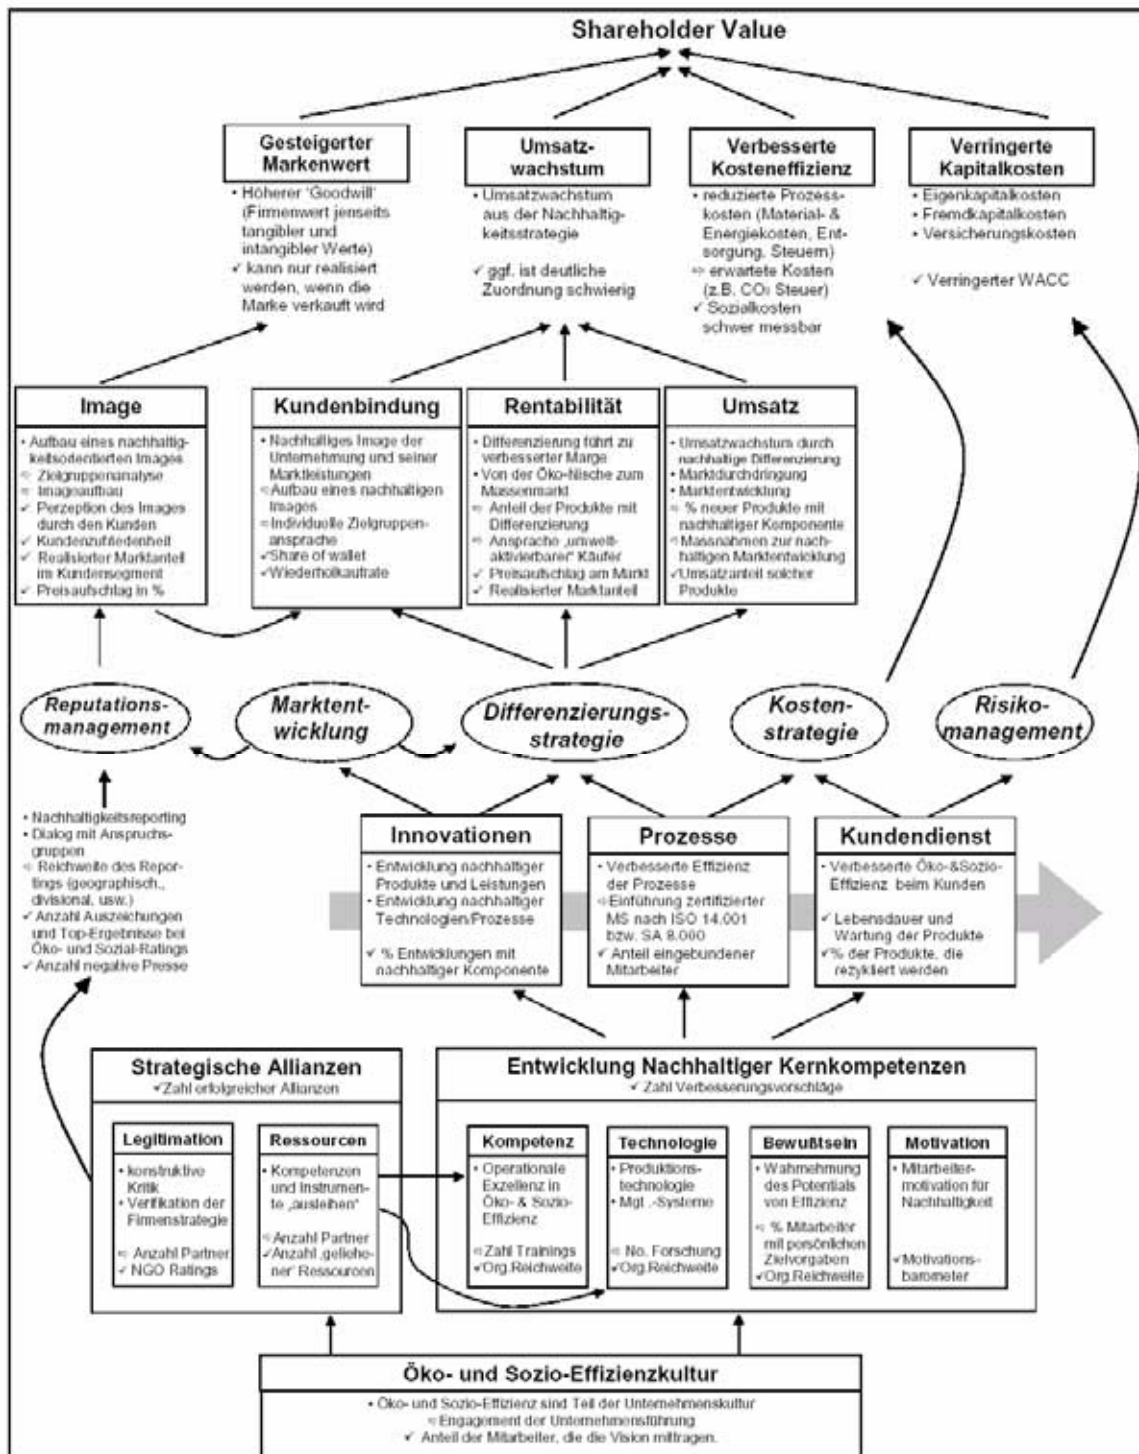 Shareholder Value
Gesteigerter
Markenwert
• Höherer 'Goodwill'
(Firmenwert jenseits
tangibler und
intangibler Werte)
✓ kann nur realisiert
werden, wenn die
Marke verkauft wird
Umsatz-
wachstum
• Umsatzwachstum
aus der Nachhaltig-
keitsstrategie
✓ ggf. ist deutliche
Zuordnung schwierig
Verbesserte
Kosteneffizienz
• reduzierte Prozess-
kosten (Material- &
Energiekosten, Ent-
sorgung, Steuern)
⇨ erwartete Kosten
(z.B. CO₂ Steuer)
✓ Sozialkosten
schwer messbar
Verringerte
Kapitalkosten
• Eigenkapitalkosten
• Fremdkapitalkosten
• Versicherungskosten
✓ Verringerter WACC
Image
• Aufbau eines nachhaltig-
keitsorientierten Images
⇨ Zielgruppenanalyse
⇨ Imageaufbau
✓ Perzeption des Images
durch den Kunden
✓ Kundenzufriedenheit
✓ Realisierter Marktanteil
im Kundensegment
✓ Preisaufschlag in %
Kundenbindung
• Nachhaltiges Image der
Unternehmung und seiner
Marktleistungen
⇨ Aufbau eines nachhaltigen
Images
⇨ Individuelle Zielgruppen-
ansprache
✓ Share of wallet
✓ Wiederholkaufrate
Rentabilität
• Differenzierung führt zu
verbesserter Marge
• Von der Öko-Nische zum
Massenmarkt
⇨ Anteil der Produkte mit
Differenzierung
⇨ Ansprache „umwelt-
aktivierbarer“ Käufer
✓ Preisaufschlag am Markt
✓ Realisierter Marktanteil
Umsatz
• Umsatzwachstum durch
nachhaltige Differenzierung
• Marktdurchdringung
• Marktentwicklung
⇨ % neuer Produkte mit
nachhaltiger Komponente
⇨ Massnahmen zur nach-
haltigen Marktentwicklung
✓ Umsatzanteil solcher
Produkte
Reputations-
management
Marktent-
wicklung
Differenzierungs-
strategie
Kosten-
strategie
Risiko-
management
• Nachhaltigkeitsreporting
• Dialog mit Anspruchs-
gruppen
⇨ Reichweite des Repor-
tings (geographisch.,
divisional, usw.)
✓ Anzahl Auszeichungen
und Top-Ergebnisse bei
Öko- und Sozial-Ratings
✓ Anzahl negative Presse
Innovationen
• Entwicklung nachhaltiger
Produkte und Leistungen
• Entwicklung nachhaltiger
Technologien/Prozesse
✓ % Entwicklungen mit
nachhaltiger Komponente
Prozesse
• Verbesserte Effizienz
der Prozesse
⇨ Einführung zertifizierter
MS nach ISO 14.001
bzw. SA 8.000
✓ Anteil eingebundener
Mitarbeiter
Kundendienst
• Verbesserte Öko-&Sozio-
Effizienz beim Kunden
✓ Lebensdauer und
Wartung der Produkte
✓ % der Produkte, die
rezykliert werden
Strategische Allianzen
✓ Zahl erfolgreicher Allianzen
Legitimation
• konstruktive
Kritik
• Verifikation der
Firmenstrategie
⇨ Anzahl Partner
✓ NGO Ratings
Ressourcen
• Kompetenzen
und Instrumen-
te „ausleihen“
⇨ Anzahl Partner
✓ Anzahl ‚geliehe-
ner' Ressourcen
Entwicklung Nachhaltiger Kernkompetenzen
✓ Zahl Verbesserungsvorschläge
Kompetenz
• Operationale
Exzellenz in
Öko- & Sozio-
Effizienz
⇨ Zahl Trainings
✓ Org.Reichweite
Technologie
• Produktions-
technologie
• Mgt .-Systeme
⇨ No. Forschung
✓ Org.Reichweite
Bewußtsein
• Wahrnehmung
des Potentials
von Effizienz
⇨ % Mitarbeiter
mit persönlichen
Zielvorgaben
✓ Org.Reichweite
Motivation
• Mitarbeiter-
motivation für
Nachhaltigkeit
✓ Motivations-
barometer
Öko- und Sozio-Effizienzkultur
• Öko- und Sozio-Effizienz sind Teil der Unternehmenskultur
⇨ Engagement der Unternehmensführung
✓ Anteil der Mitarbeiter, die die Vision mittragen.